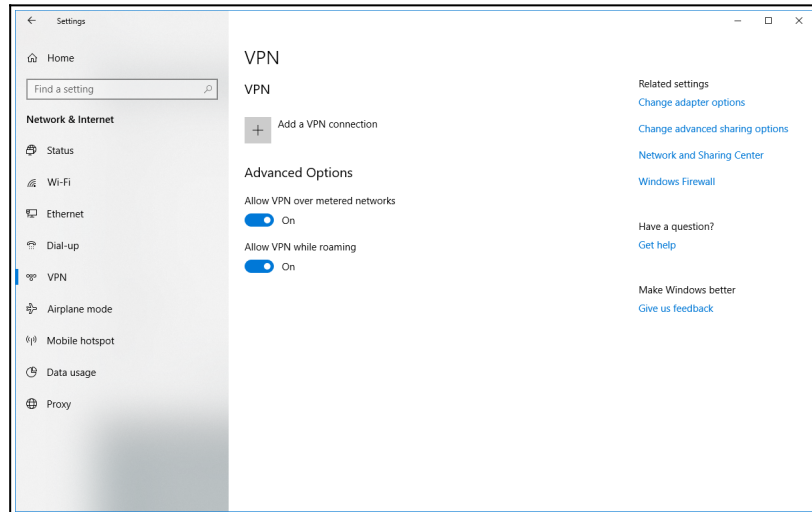 Settings
Home
Find a setting
Network & Internet
Status
Wi-Fi
Ethernet
Dial-up
VPN
Airplane mode
Mobile hotspot
Data usage
Proxy
VPN
VPN
Add a VPN connection
Advanced Options
Allow VPN over metered networks
On
Allow VPN while roaming
On
Related settings
Change adapter options
Change advanced sharing options
Network and Sharing Center
Windows Firewall
Have a question?
Get help
Make Windows better
Give us feedback